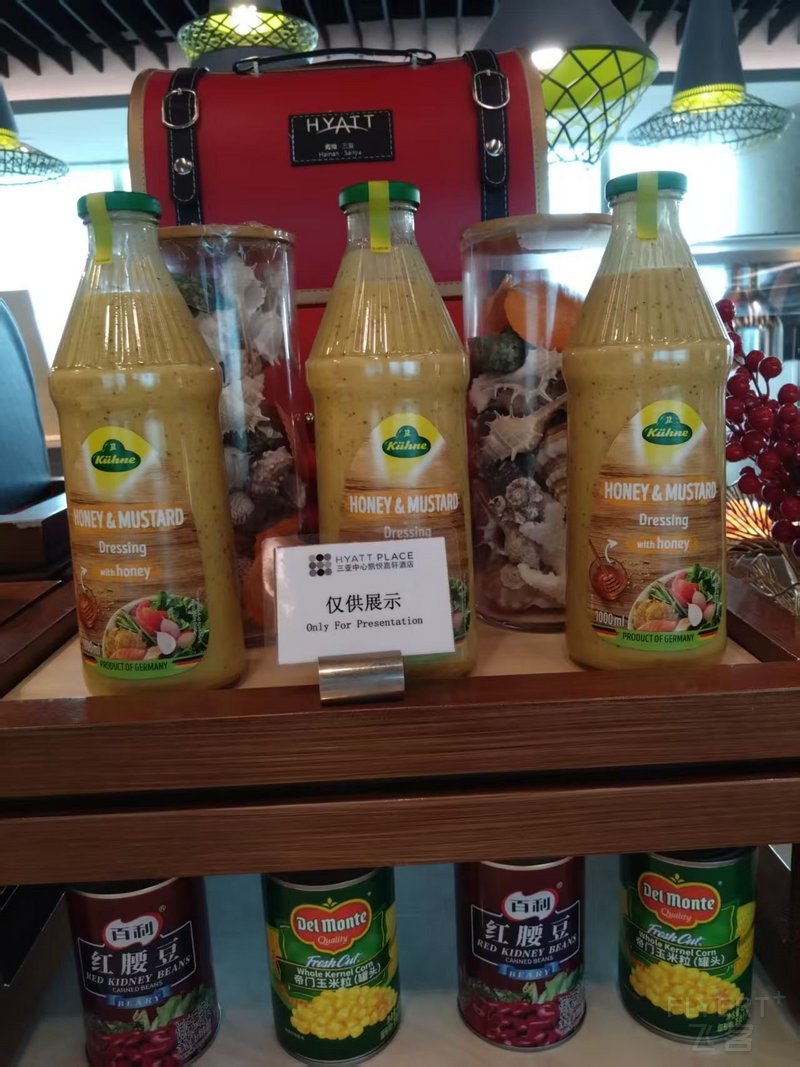 HYATT
海南·三亚
Hainan·Sanya
Kühne
HONEY & MUSTARD
Dressing
with honey
PRODUCT OF GERMANY
Kühne
HONEY & MUSTARD
Dressing
Kühne
HONEY & MUSTARD
Dressing
with honey
1000ml
PRODUCT OF GERMANY
HYATT PLACE
三亚中心凯悦嘉轩酒店
仅供展示
Only For Presentation
百利
红腰豆
RED KIDNEY BEANS
CANNED BEANS
BEARY
Del Monte
Quality
Fresh Cut
Whole Kernel Corn
帝门玉米粒(罐头)
百利
红腰豆
RED KIDNEY BEANS
CANNED BEANS
BEARY
Del Monte
Quality
Fresh Cut
Whole Kernel Corn
帝门玉米粒(罐头)
FLYERT+
飞客